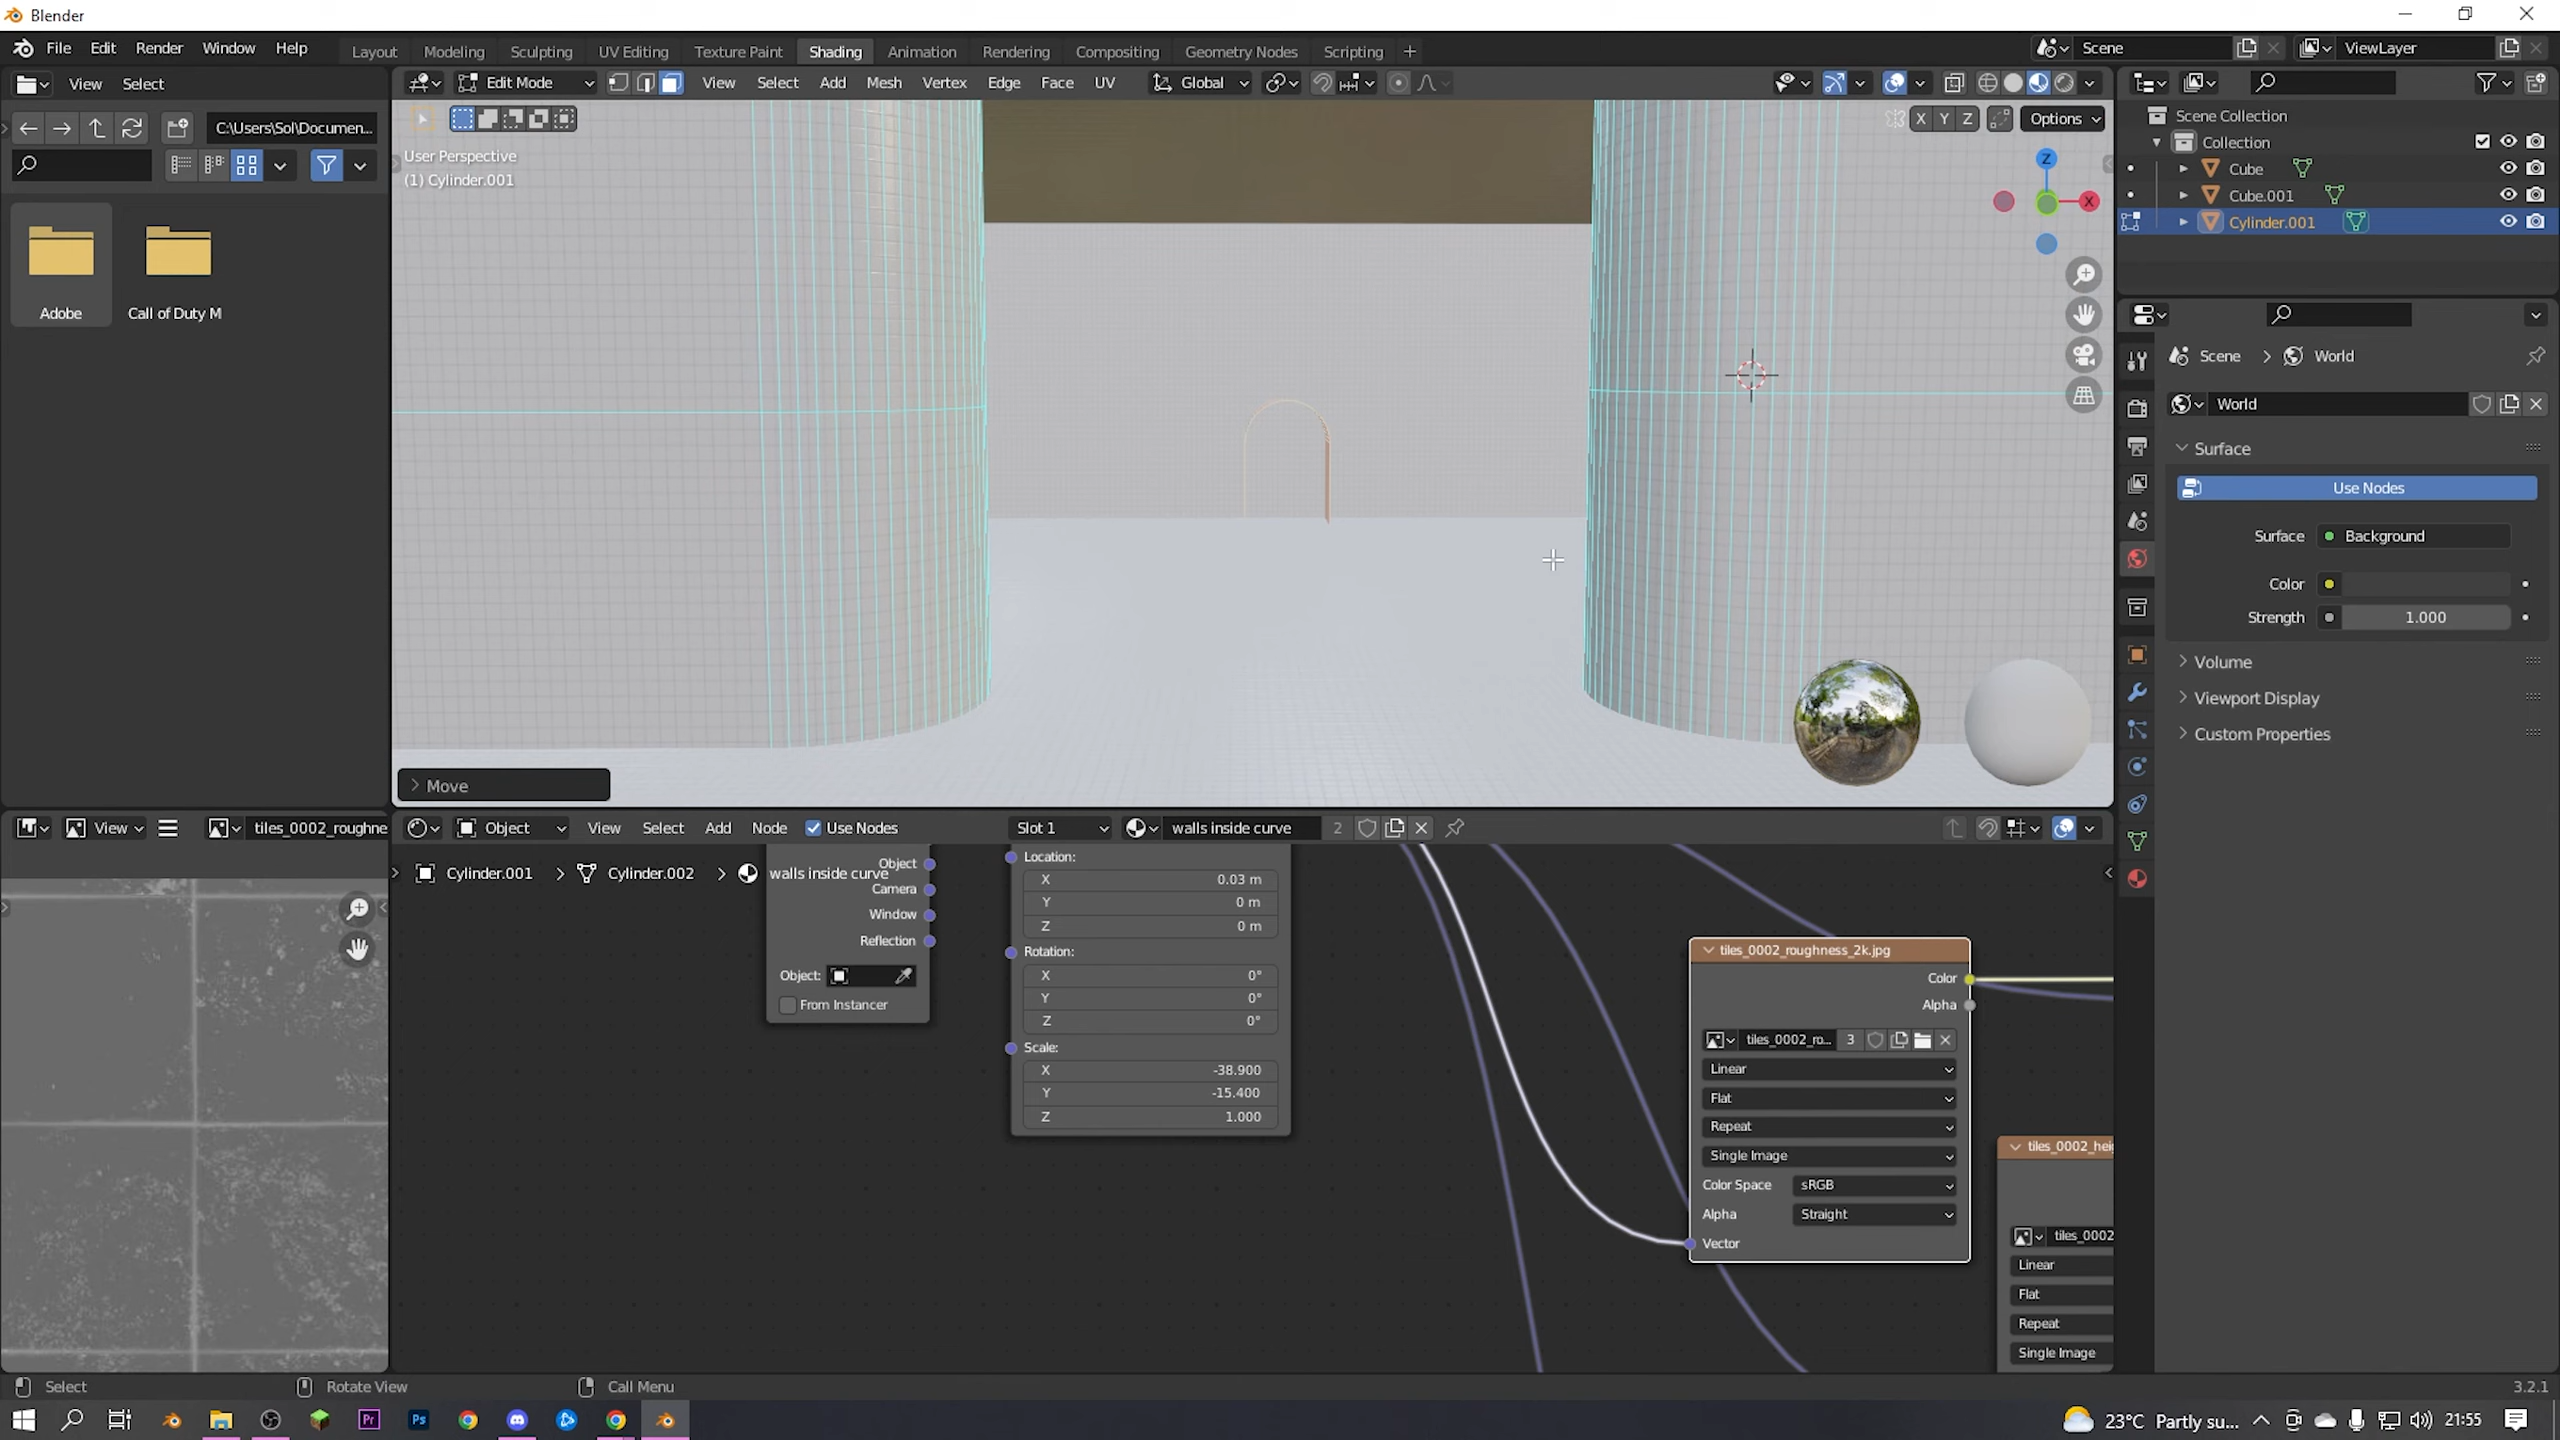 Blender
File Edit Render Window Help
Layout Modeling Sculpting UV Editing Texture Paint Shading Animation Rendering Compositing Geometry Nodes Scripting
Scene
ViewLayer
View Select
Edit Mode
View Select Add Mesh Vertex Edge Face UV
Global
C:\Users\Sol\Documen...
X Y Z
Options
User Perspective
(1) Cylinder.001
Z
X
Adobe
Call of Duty M
Move
Scene Collection
Collection
Cube
Cube.001
Cylinder.001
Scene > World
World
Surface
Use Nodes
Surface Background
Color
Strength 1.000
Volume
Viewport Display
Custom Properties
View
tiles_0002_roughne
Object
View Select Add Node Use Nodes
Slot 1
walls inside curve 2
Cylinder.001 > Cylinder.002 > walls inside curve
Object
Camera
Window
Reflection
Object:
From Instancer
Location:
X 0.03 m
Y 0 m
Z 0 m
Rotation:
X 0°
Y 0°
Z 0°
Scale:
X -38.900
Y -15.400
Z 1.000
tiles_0002_roughness_2k.jpg
Color
Alpha
tiles_0002_ro... 3
Linear
Flat
Repeat
Single Image
Color Space sRGB
Alpha Straight
Vector
tiles_0002_hei
tiles_0002
Linear
Flat
Repeat
Single Image
Select
Rotate View
Call Menu
3.2.1
Pr
Ps
23°C Partly su...
21:55